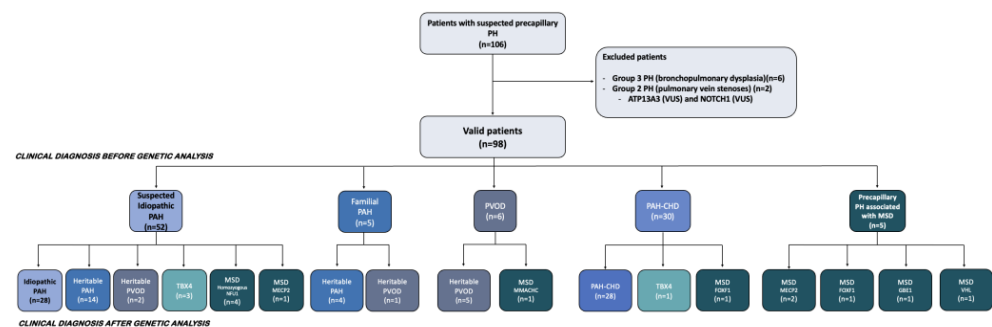 Patients with suspected precapillary
PH
(n=106)
Excluded patients
- Group 3 PH (bronchopulmonary dysplasia)(n=6)
- Group 2 PH (pulmonary vein stenoses) (n=2)
- ATP13A3 (VUS) and NOTCH1 (VUS)
Valid patients
(n=98)
CLINICAL DIAGNOSIS BEFORE GENETIC ANALYSIS
Suspected
Idiopathic
PAH
(n=52)
Familial
PAH
(n=5)
PVOD
(n=6)
PAH-CHD
(n=30)
Precapillary
PH associated
with MSD
(n=5)
Idiopathic
PAH
(n=28)
Heritable
PAH
(n=14)
Heritable
PVOD
(n=2)
TBX4
(n=3)
MSD
Homozygous
NFU1
(n=4)
MSD
MECP2
(n=1)
Heritable
PAH
(n=4)
Heritable
PVOD
(n=1)
Heritable
PVOD
(n=5)
MSD
MMACHC
(n=1)
PAH-CHD
(n=28)
TBX4
(n=1)
MSD
FOXF1
(n=1)
MSD
MECP2
(n=2)
MSD
FOXF1
(n=1)
MSD
GBE1
(n=1)
MSD
VHL
(n=1)
CLINICAL DIAGNOSIS AFTER GENETIC ANALYSIS